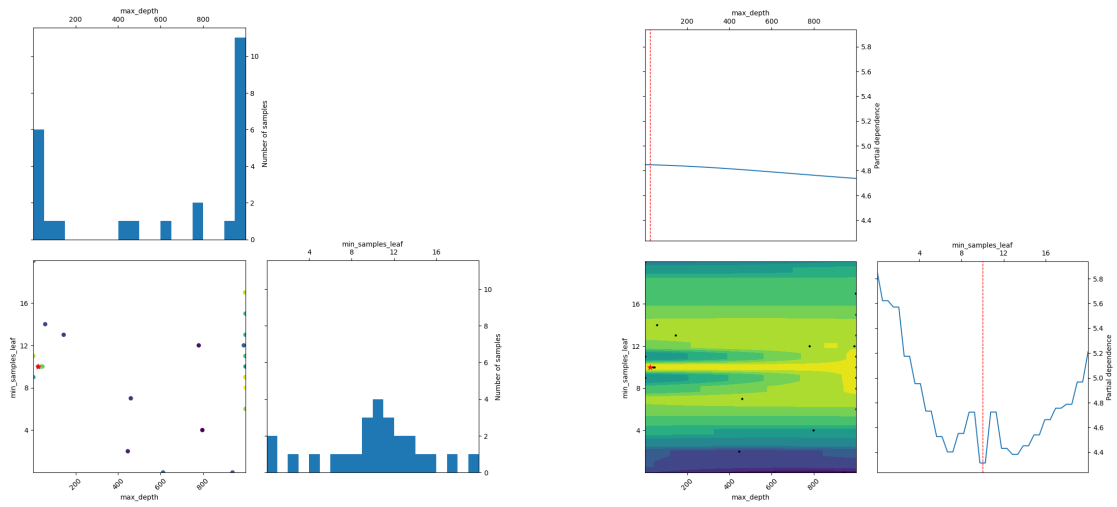 max_depth
200 400 600 800
10
8
6
4
2
0
Number of samples
max_depth
200 400 600 800
5.8
5.6
5.4
5.2
5.0
4.8
4.6
4.4
Partial dependence
min_samples_leaf
4 8 12 16
16
12
8
4
min_samples_leaf
200 400 600 800
max_depth
10
8
6
4
2
0
Number of samples
min_samples_leaf
4 8 12 16
16
12
8
4
min_samples_leaf
200 400 600 800
max_depth
5.8
5.6
5.4
5.2
5.0
4.8
4.6
4.4
Partial dependence